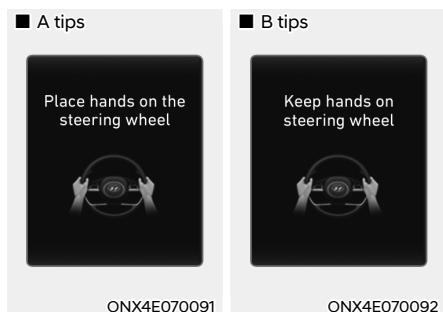 ■ A tips
Place hands on the
steering wheel
ONX4E070091
■ B tips
Keep hands on
steering wheel
ONX4E070092